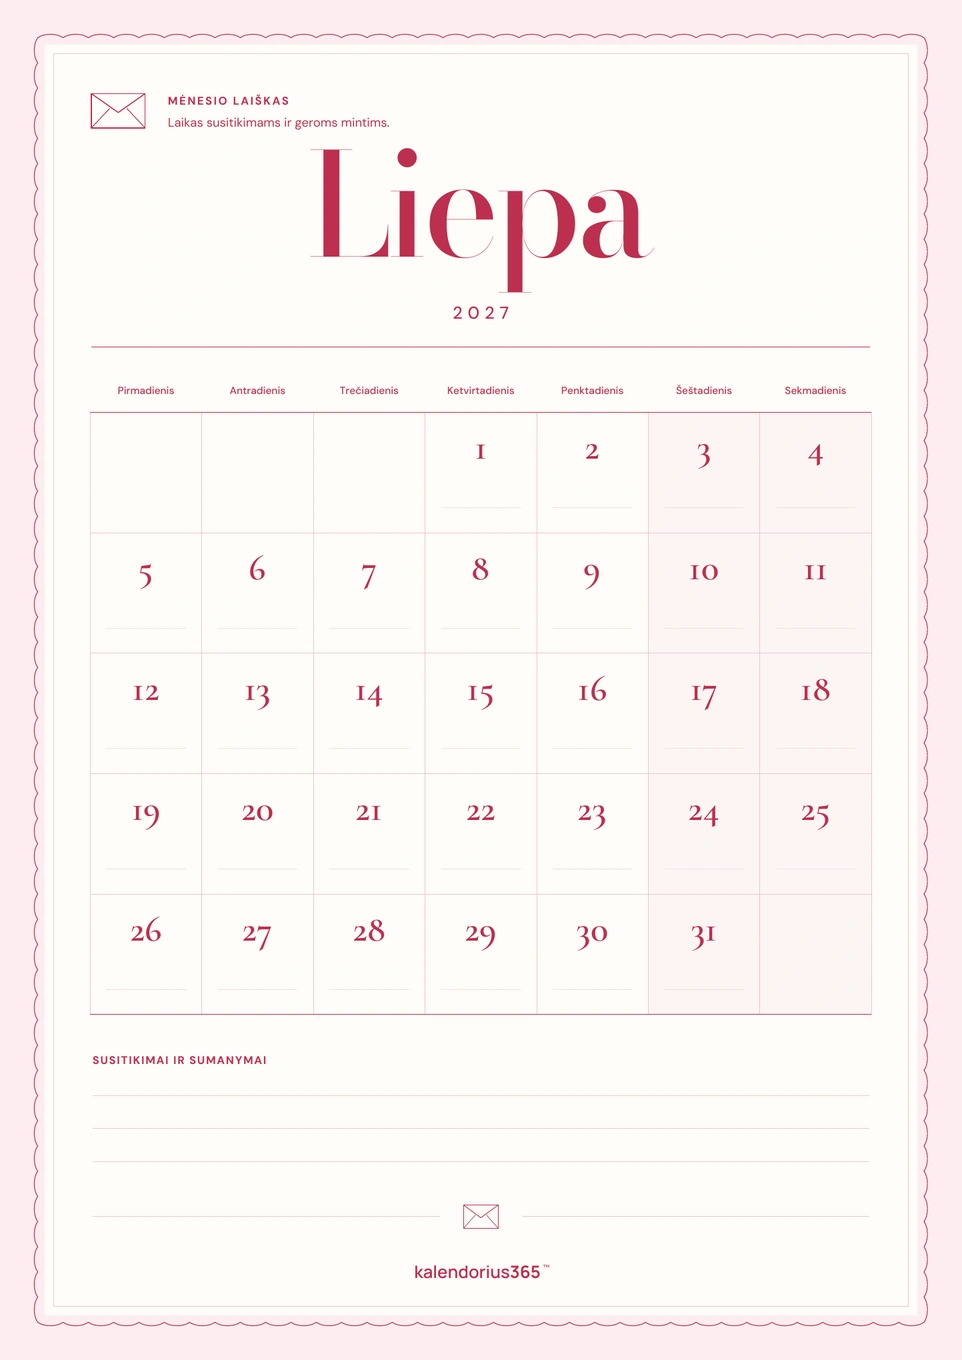 MĖNESIO LAIŠKAS
Laikas susitikimams ir geroms mintims.
Liepa
2027
Pirmadienis Antradienis Trečiadienis Ketvirtadienis Penktadienis Šeštadienis Sekmadienis
1 2 3 4
5 6 7 8 9 10 11
12 13 14 15 16 17 18
19 20 21 22 23 24 25
26 27 28 29 30 31
SUSITIKIMAI IR SUMANYMAI
kalendorius365™